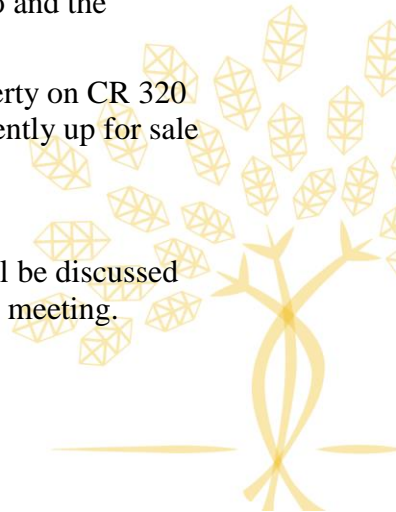 and the
erty on CR 320
ently up for sale
l be discussed
meeting.